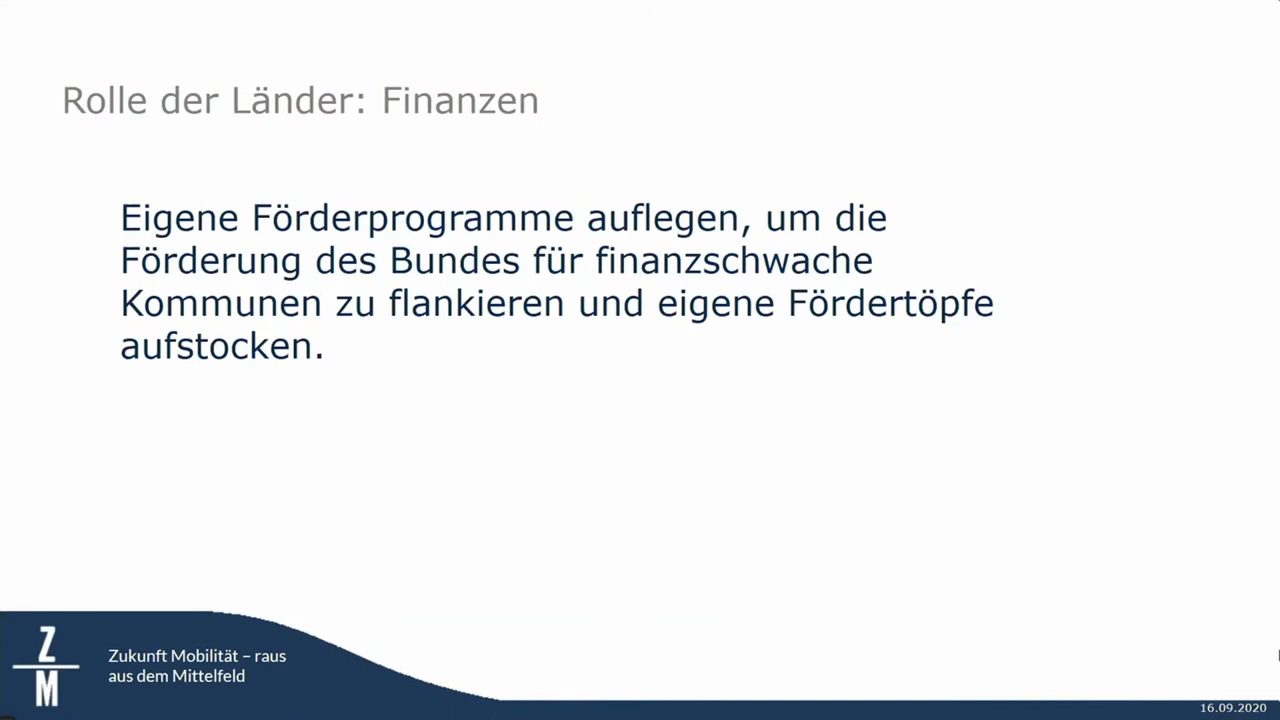 Rolle der Länder: Finanzen
Eigene Förderprogramme auflegen, um die
Förderung des Bundes für finanzschwache
Kommunen zu flankieren und eigene Fördertöpfe
aufstocken.
Z
M
Zukunft Mobilität – raus
aus dem Mittelfeld
16.09.2020